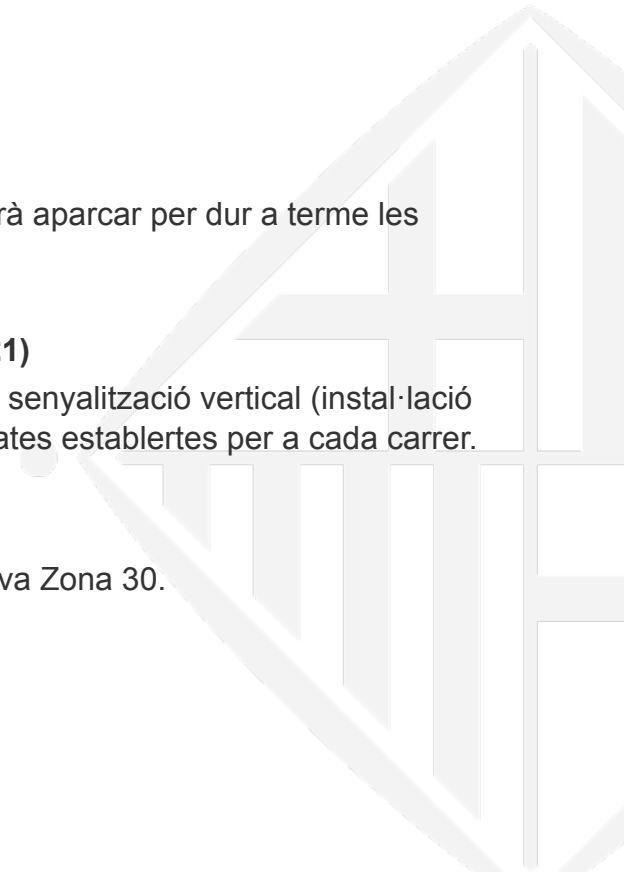 rà aparcar per dur a terme les
1)
senyalització vertical (instal·lació
ates establertes per a cada carrer.
va Zona 30.